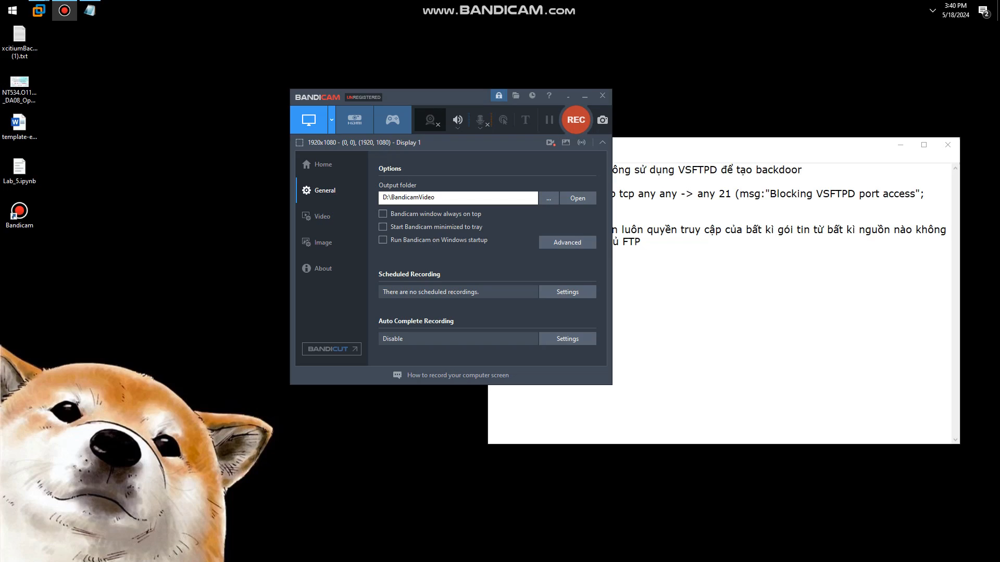 www.BANDICAM.com
3:40 PM
5/18/2024
2
xcitiumBac...
(1).txt
NT534.O11...
_DA08_Op...
template-e...
Lab_5.ipynb
Bandicam
BANDICAM UNREGISTERED
?
HDMI
T
REC
1920x1080 - (0, 0), (1920, 1080) - Display 1
Home
General
Video
Image
About
BANDICUT
Options
Output folder
D:\BandicamVideo
...
Open
Bandicam window always on top
Start Bandicam minimized to tray
Run Bandicam on Windows startup
Advanced
Scheduled Recording
There are no scheduled recordings.
Settings
Auto Complete Recording
Disable
Settings
How to record your computer screen
ông sử dụng VSFTPD để tạo backdoor
tcp any any -> any 21 (msg:"Blocking VSFTPD port access";
n luôn quyền truy cập của bất kì gói tin từ bất kì nguồn nào không
ủ FTP